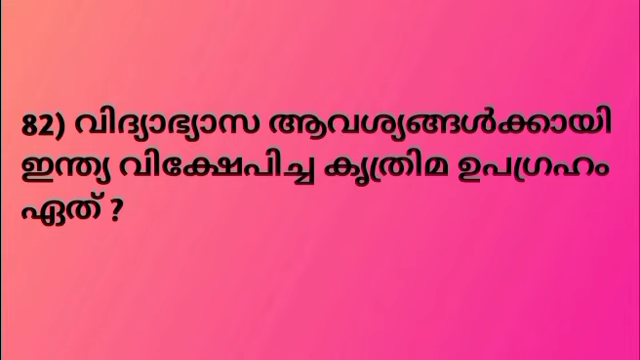 82) വിദ്യാഭ്യാസ ആവശ്യങ്ങൾക്കായി
ഇന്ത്യ വിക്ഷേപിച്ച കൃത്രിമ ഉപഗ്രഹം
ഏത് ?